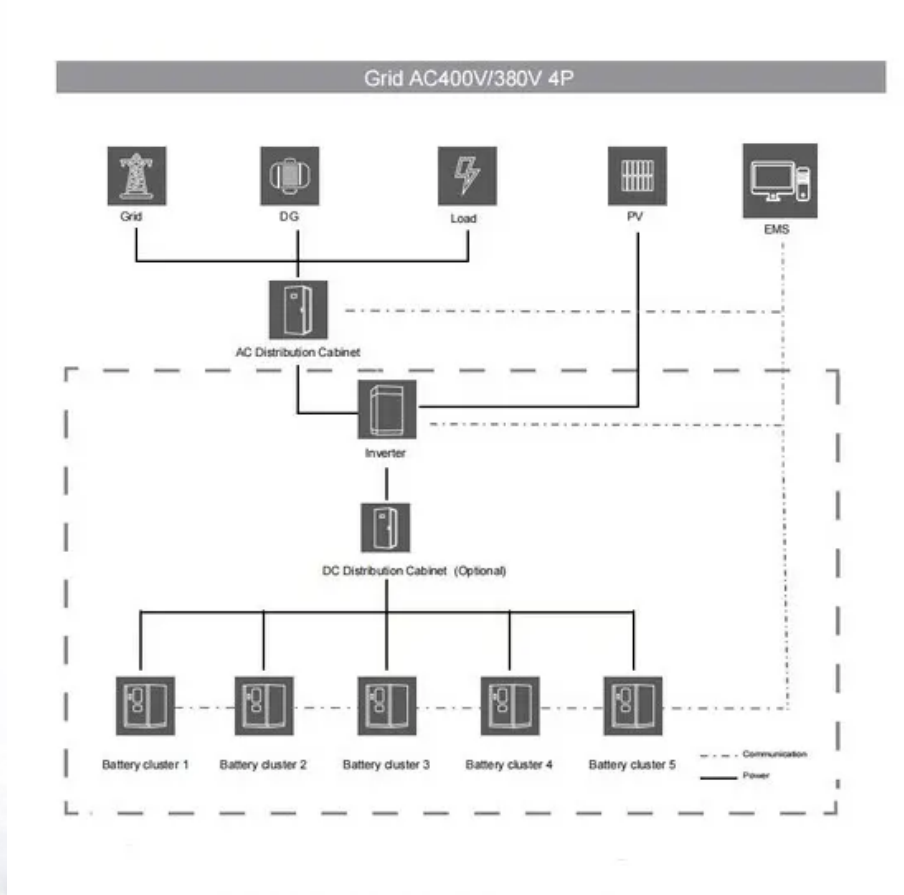 Grid AC400V/380V 4P
Grid
DG
Load
PV
EMS
AC Distribution Cabinet
Inverter
DC Distribution Cabinet (Optional)
Battery cluster 1
Battery cluster 2
Battery cluster 3
Battery cluster 4
Battery cluster 5
Communication
Power